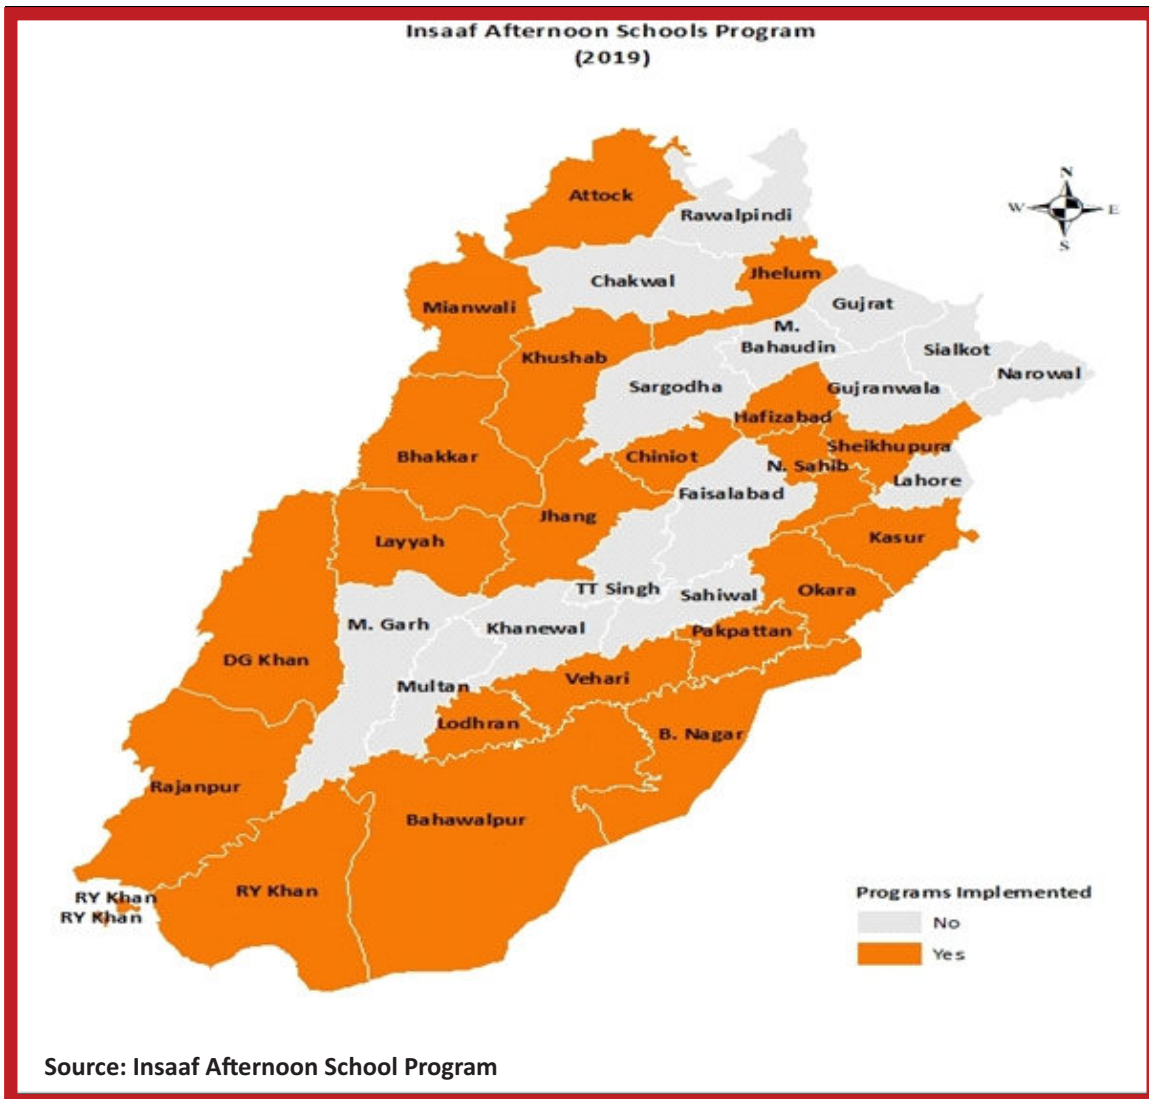 Insaaf Afternoon Schools Program
(2019)
N
W
E
S
Attock
Rawalpindi
Chakwal
Jhelum
Mianwali
Gujrat
M.
Bahaudin
Khushab
Sialkot
Narowal
Sargodha
Gujranwala
Hafizabad
Sheikhupura
Bhakkar
Chiniot
N. Sahib
Lahore
Faisalabad
Jhang
Layyah
Kasur
TT Singh
Sahiwal
Okara
M. Garh
Khanewal
Pakpattan
DG Khan
Vehari
Multan
Lodhran
B. Nagar
Rajanpur
Bahawalpur
RY Khan
RY Khan
RY Khan
Programs Implemented
No
Yes
Source: Insaaf Afternoon School Program